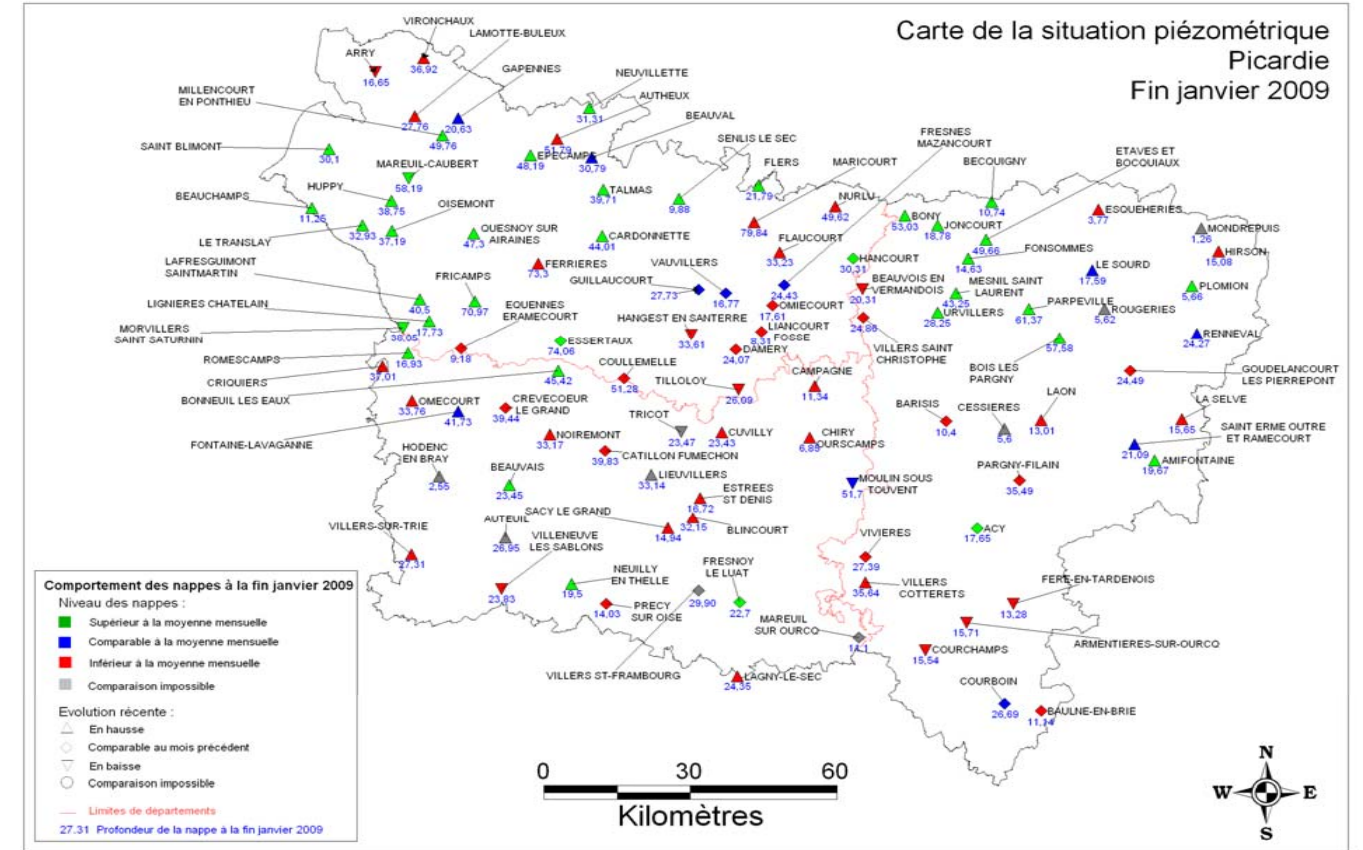 Carte de la situation piézométrique
Picardie
Fin janvier 2009
VIRONCHAUX
LAMOTTE-BULEUX
ARRY
16,65
36,92
GAPENNES
MILLENCOURT
EN PONTHIEU
NEUVILLETTE
AUTHEUX
BEAUVAL
27,76
20,63
31,31
49,76
51,79
SENLIS LE SEC
FRESNES
MAZANCOURT
SAINT BLIMONT
30,1
MAREUIL-CAUBERT
58,19
48,19
EPECAMPS
30,79
FLERS
21,79
MARICOURT
BECQUIGNY
10,74
ETAVES ET
BOCQUIAUX
BEAUCHAMPS
11,25
HUPPY
38,75
OISEMONT
TALMAS
39,71
9,88
NURLU
49,62
79,84
BONY
53,03
JONCOURT
18,78
49,66
ESQUEHERIES
3,77
MONDREPUIS
1,26
LE TRANSLAY
32,93
37,19
QUESNOY SUR
AIRAINES
47,3
CARDONNETTE
44,01
FLAUCOURT
33,23
HANCOURT
30,31
FONSOMMES
14,63
HIRSON
15,08
LAFRESGUIMONT
SAINTMARTIN
40,5
FERRIERES
73,3
VAUVILLERS
16,77
GUILLAUCOURT
27,73
24,43
BEAUVOIS EN
VERMANDOIS
20,31
MESNIL SAINT
LAURENT
43,25
LE SOURD
17,59
PLOMION
5,66
LIGNIERES CHATELAIN
17,73
FRICAMPS
70,97
EQUENNES
ERAMECOURT
9,18
OMIECOURT
17,61
URVILLERS
28,25
PARPEVILLE
61,37
ROUGERIES
5,62
MORVILLERS
SAINT SATURNIN
HANGEST EN SANTERRE
33,61
LIANCOURT
FOSSE
8,31
24,86
VILLERS SAINT
CHRISTOPHE
RENNEVAL
24,27
ROMESCAMPS
16,93
ESSERTAUX
74,06
DAMERY
24,07
57,58
BOIS LES
PARGNY
CRIQUIERS
37,01
COULLEMELLE
51,28
CAMPAGNE
11,34
GOUDELANCOURT
LES PIERREPONT
24,49
BONNEUIL LES EAUX
45,42
TILLOLOY
26,09
OMECOURT
33,76
CREVECOEUR
LE GRAND
39,44
TRICOT
23,47
BARISIS
10,4
CESSIERES
5,6
LAON
13,01
LA SELVE
15,65
FONTAINE-LAVAGANNE
41,73
NOIREMONT
33,17
CUVILLY
23,43
CHIRY
OURSCAMPS
6,89
SAINT ERME OUTRE
ET RAMECOURT
21,09
HODENC
EN BRAY
2,55
CATILLON FUMECHON
39,83
AMIFONTAINE
19,67
BEAUVAIS
23,45
LIEUVILLERS
33,14
MOULIN SOUS
TOUVENT
51,7
PARGNY-FILAIN
35,49
ESTREES
ST DENIS
16,72
VILLERS-SUR-TRIE
27,31
AUTEUIL
26,95
SACY LE GRAND
14,94
BLINCOURT
32,15
ACY
17,65
VILLENEUVE
LES SABLONS
23,83
VIVIERES
27,39
NEUILLY
EN THELLE
19,5
FRESNOY
LE LUAT
22,7
VILLERS
COTTERETS
35,64
FERE-EN-TARDENOIS
13,28
PRECY
SUR OISE
14,03
29,90
MAREUIL
SUR OURCQ
ARMENTIERES-SUR-OURCQ
15,71
COURCHAMPS
15,54
VILLERS ST-FRAMBOURG
LAGNY-LE-SEC
24,35
COURBOIN
26,69
BAULNE-EN-BRIE
11,14
Comportement des nappes à la fin janvier 2009
Niveau des nappes :
Supérieur à la moyenne mensuelle
Comparable à la moyenne mensuelle
Inférieur à la moyenne mensuelle
Comparaison impossible
Evolution récente :
En hausse
Comparable au mois précédent
En baisse
Comparaison impossible
Limites de départements
27.31 Profondeur de la nappe à la fin janvier 2009
0 30 60
Kilomètres
N
W E
S